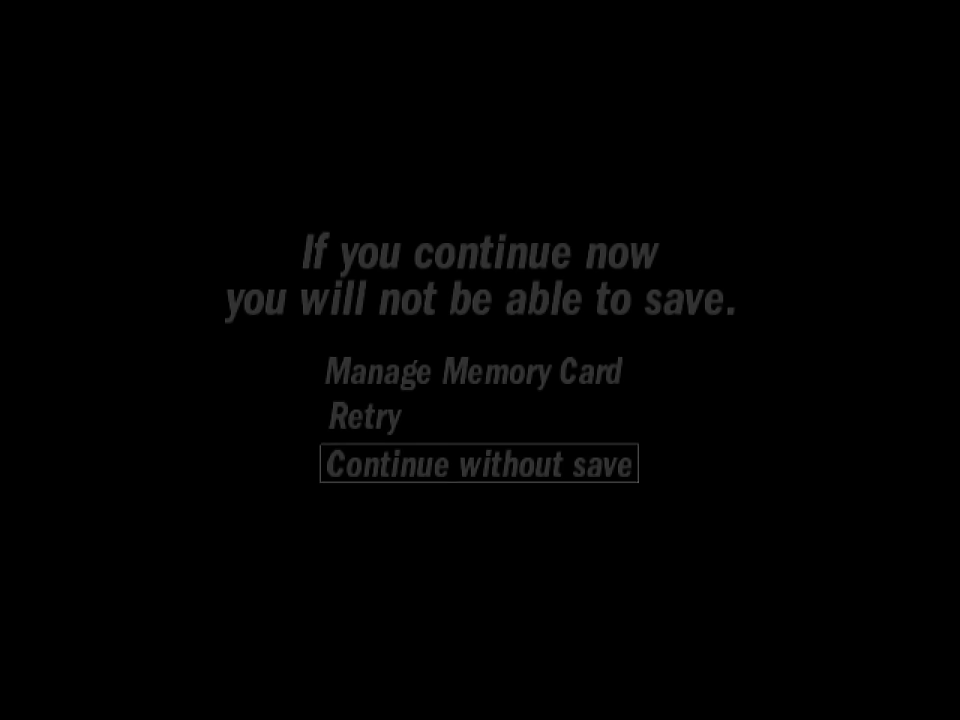 If you continue now
you will not be able to save.
Manage Memory Card
Retry
Continue without save